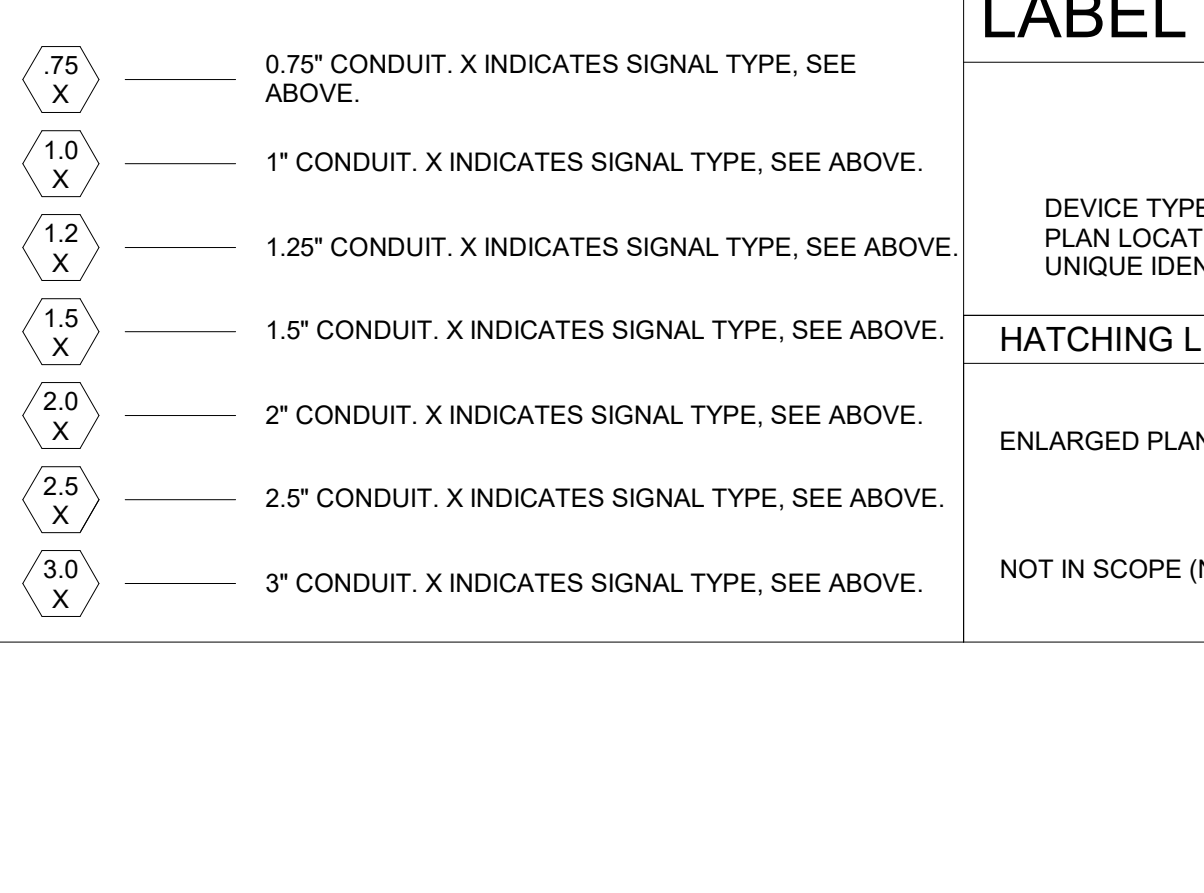 .75
X
0.75" CONDUIT. X INDICATES SIGNAL TYPE, SEE
ABOVE.
1.0
X
1" CONDUIT. X INDICATES SIGNAL TYPE, SEE ABOVE.
1.2
X
1.25" CONDUIT. X INDICATES SIGNAL TYPE, SEE ABOVE.
1.5
X
1.5" CONDUIT. X INDICATES SIGNAL TYPE, SEE ABOVE.
2.0
X
2" CONDUIT. X INDICATES SIGNAL TYPE, SEE ABOVE.
2.5
X
2.5" CONDUIT. X INDICATES SIGNAL TYPE, SEE ABOVE.
3.0
X
3" CONDUIT. X INDICATES SIGNAL TYPE, SEE ABOVE.
LABEL
DEVICE TYPE
PLAN LOCAT
UNIQUE IDEN
HATCHING L
ENLARGED PLAN
NOT IN SCOPE (N